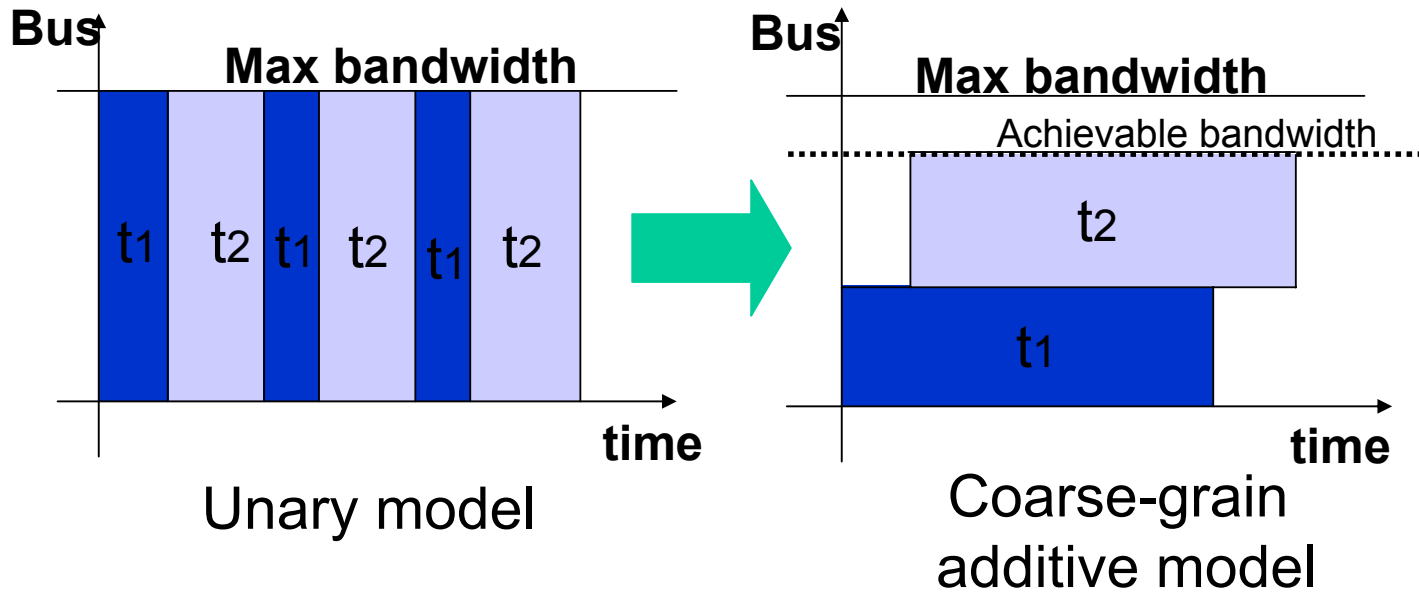 Bus
Max bandwidth
t1 t2 t1 t2 t1 t2
time
Unary model
Bus
Max bandwidth
Achievable bandwidth
t2
t1
time
Coarse-grain
additive model